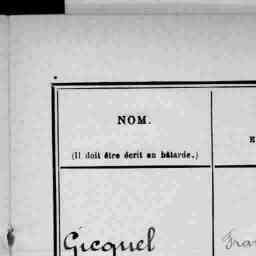 NOM.
(Il doit être écrit en bâtarde.)
Gicquel